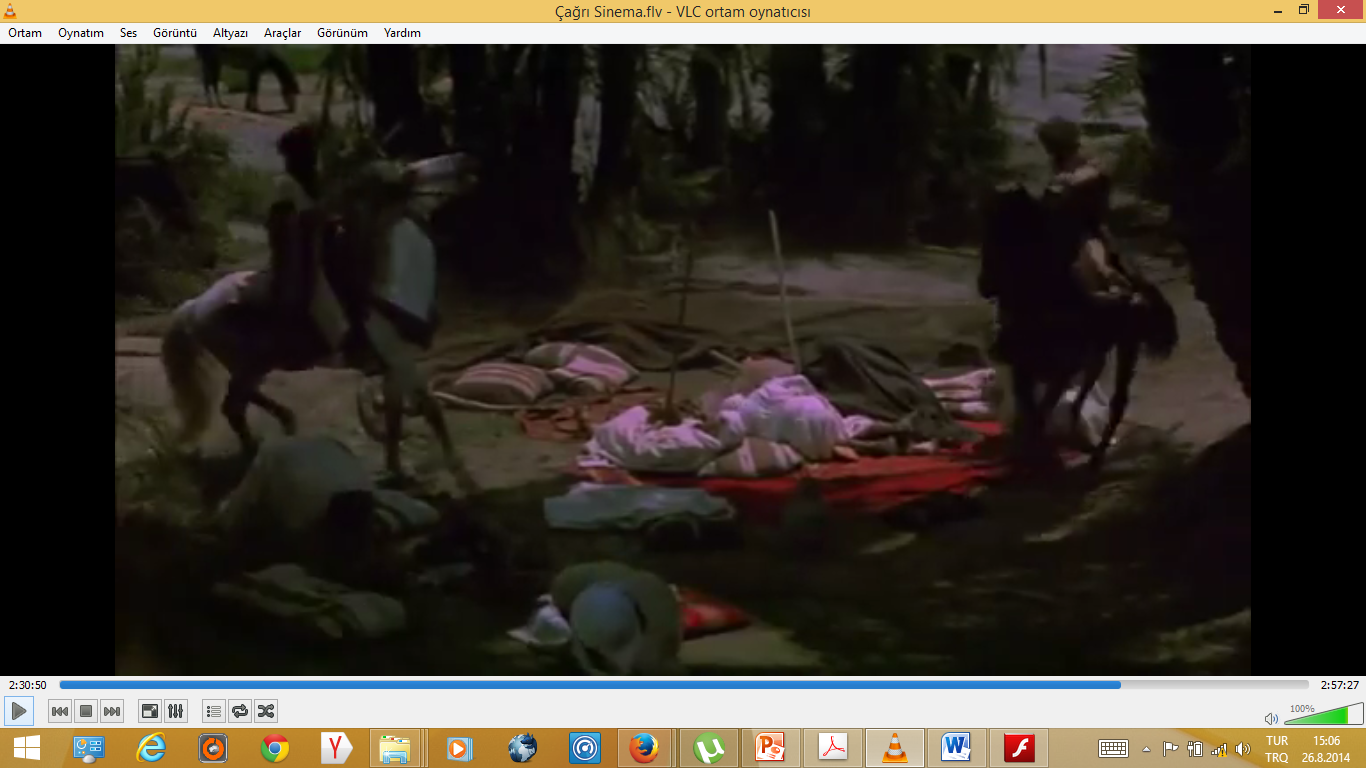 Çağrı Sinema.flv - VLC ortam oynatıcısı
Ortam Oynatım Ses Görüntü Altyazı Araçlar Görünüm Yardım
2:30:50 2:57:27
100%
TUR 15:06
TRQ 26.8.2014